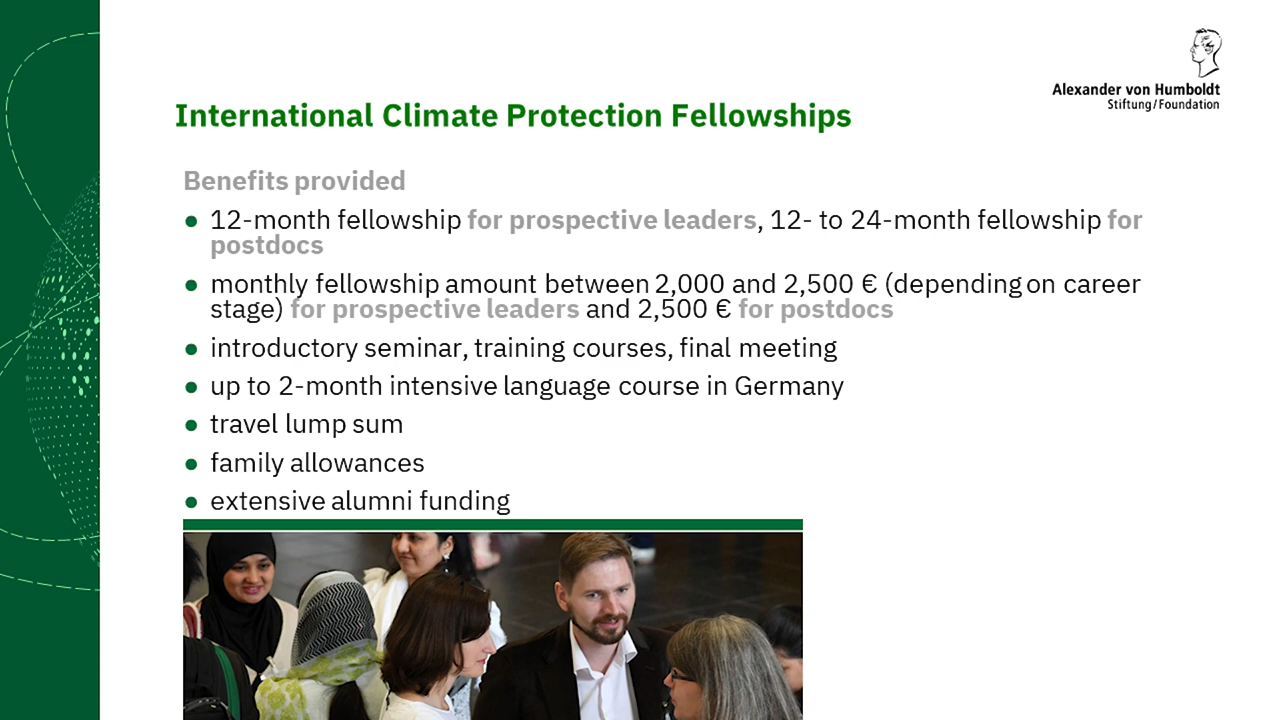 Alexander von Humboldt
Stiftung/Foundation
International Climate Protection Fellowships
Benefits provided
● 12-month fellowship for prospective leaders, 12- to 24-month fellowship for
postdocs
● monthly fellowship amount between 2,000 and 2,500 € (depending on career
stage) for prospective leaders and 2,500 € for postdocs
● introductory seminar, training courses, final meeting
● up to 2-month intensive language course in Germany
● travel lump sum
● family allowances
● extensive alumni funding